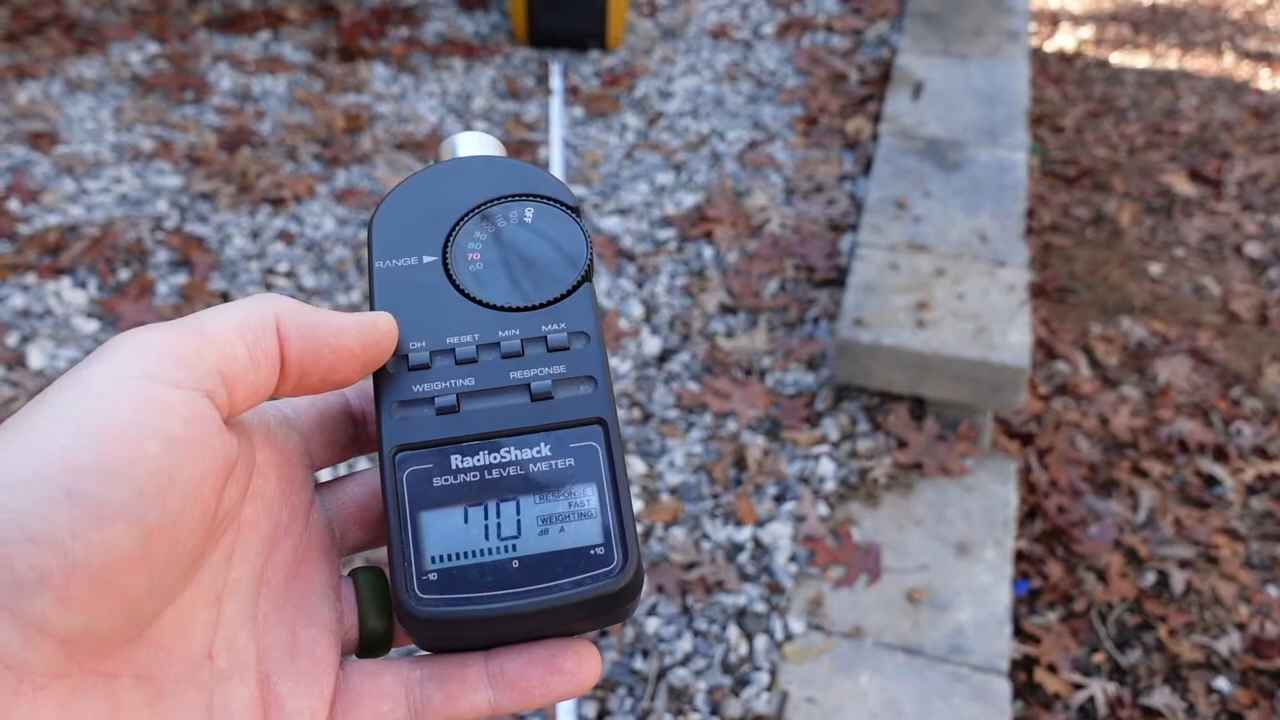 OFF
120
110
100
90
80
RANGE 70
60
DH RESET MIN MAX
WEIGHTING RESPONSE
RadioShack
SOUND LEVEL METER
70 RESPONSE
FAST
WEIGHTING
dB A
-10 0 +10